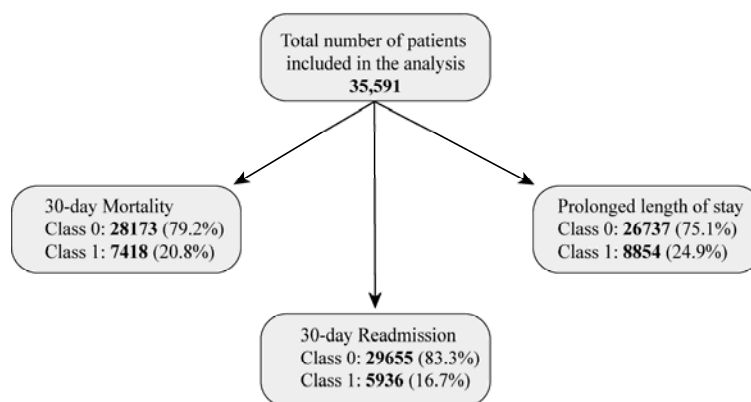 Total number of patients
included in the analysis
35,591
30-day Mortality
Class 0: 28173 (79.2%)
Class 1: 7418 (20.8%)
Prolonged length of stay
Class 0: 26737 (75.1%)
Class 1: 8854 (24.9%)
30-day Readmission
Class 0: 29655 (83.3%)
Class 1: 5936 (16.7%)